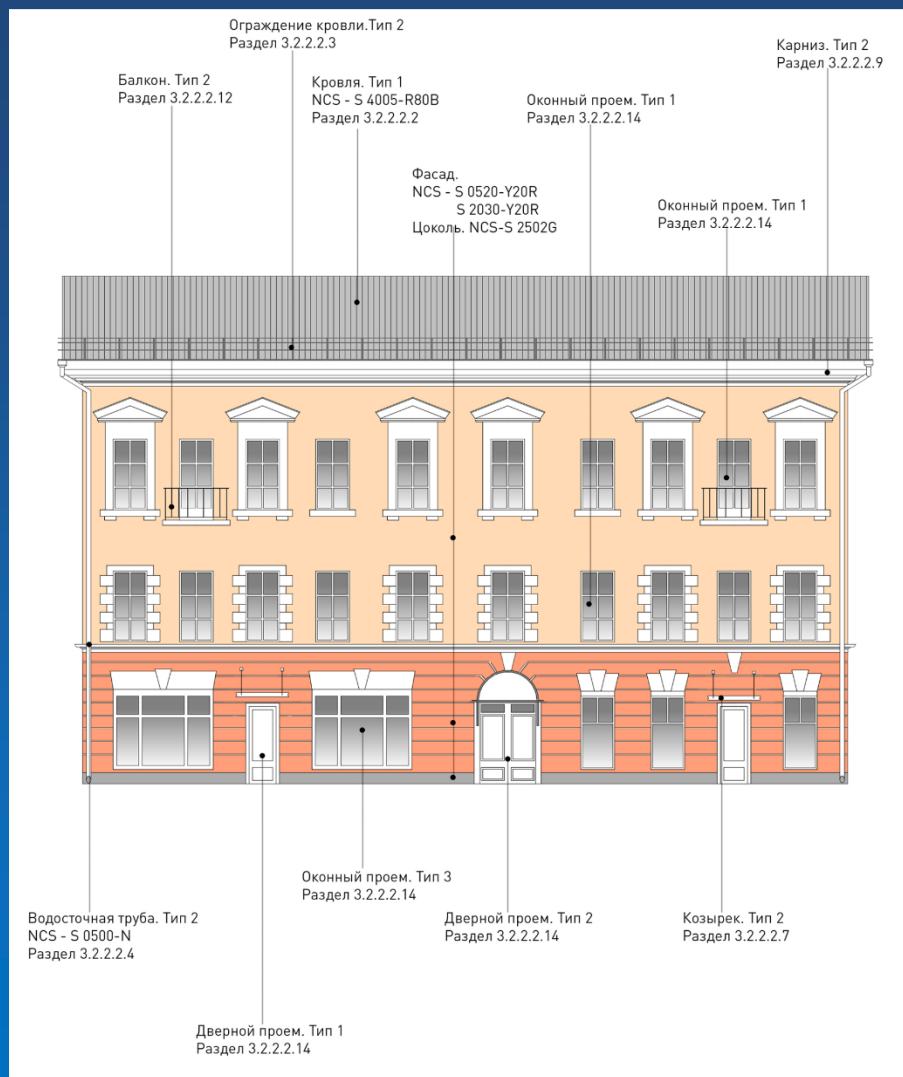 Ограждение кровли.Тип 2
Раздел 3.2.2.2.3
Карниз. Тип 2
Раздел 3.2.2.2.9
Балкон. Тип 2
Раздел 3.2.2.2.12
Кровля. Тип 1
NCS - S 4005-R80B
Раздел 3.2.2.2.2
Оконный проем. Тип 1
Раздел 3.2.2.2.14
Фасад.
NCS - S 0520-Y20R
S 2030-Y20R
Цоколь. NCS-S 2502G
Оконный проем. Тип 1
Раздел 3.2.2.2.14
Оконный проем. Тип 3
Раздел 3.2.2.2.14
Водосточная труба. Тип 2
NCS - S 0500-N
Раздел 3.2.2.2.4
Дверной проем. Тип 2
Раздел 3.2.2.2.14
Козырек. Тип 2
Раздел 3.2.2.2.7
Дверной проем. Тип 1
Раздел 3.2.2.2.14